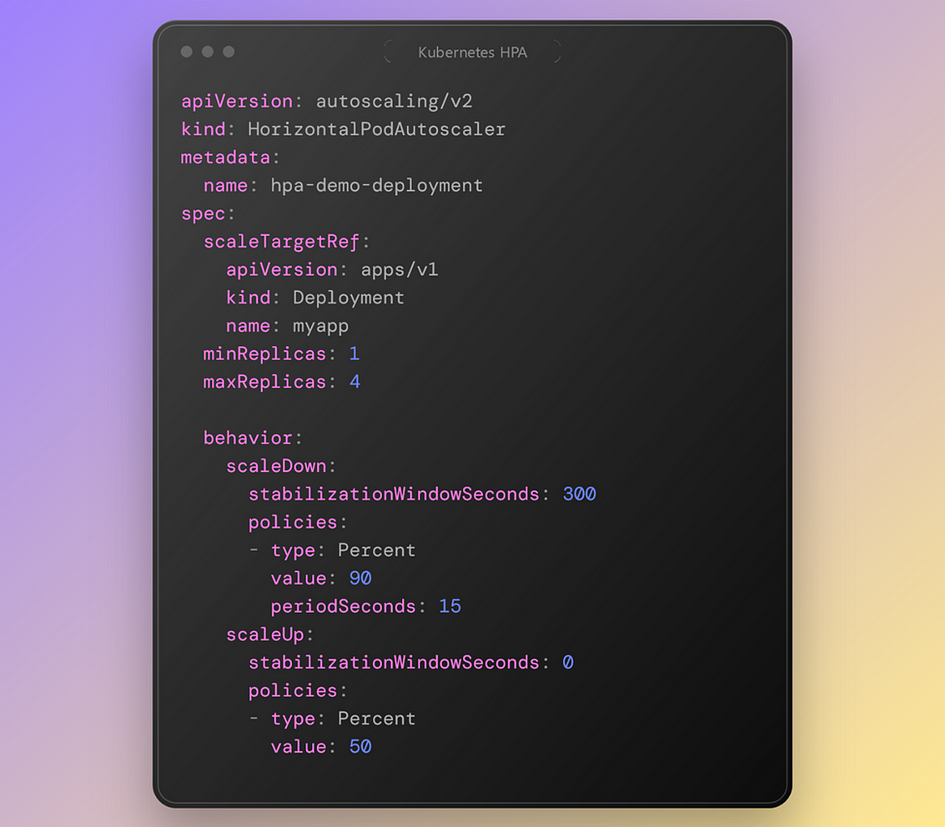 Kubernetes HPA
apiVersion: autoscaling/v2
kind: HorizontalPodAutoscaler
metadata:
  name: hpa-demo-deployment
spec:
  scaleTargetRef:
    apiVersion: apps/v1
    kind: Deployment
    name: myapp
  minReplicas: 1
  maxReplicas: 4

  behavior:
    scaleDown:
      stabilizationWindowSeconds: 300
      policies:
      - type: Percent
        value: 90
        periodSeconds: 15
    scaleUp:
      stabilizationWindowSeconds: 0
      policies:
      - type: Percent
        value: 50